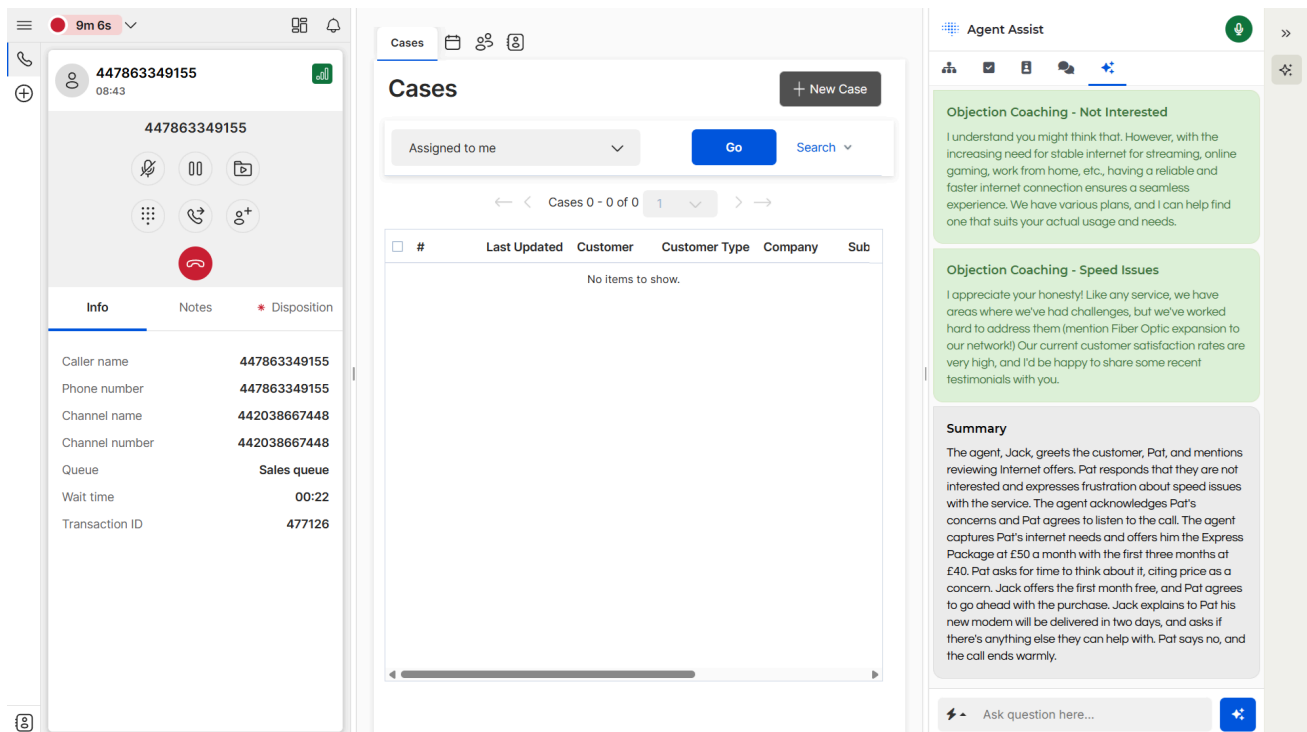 9m 6s
447863349155
08:43
447863349155
Info Notes * Disposition
Caller name 447863349155
Phone number 447863349155
Channel name 442038667448
Channel number 442038667448
Queue Sales queue
Wait time 00:22
Transaction ID 477126
Cases
Cases
+ New Case
Assigned to me Go Search
Cases 0 - 0 of 0 1
# Last Updated Customer Customer Type Company Sub
No items to show.
Agent Assist
Objection Coaching - Not Interested
I understand you might think that. However, with the
increasing need for stable internet for streaming, online
gaming, work from home, etc., having a reliable and
faster internet connection ensures a seamless
experience. We have various plans, and I can help find
one that suits your actual usage and needs.
Objection Coaching - Speed Issues
I appreciate your honesty! Like any service, we have
areas where we've had challenges, but we've worked
hard to address them (mention Fiber Optic expansion to
our network!) Our current customer satisfaction rates are
very high, and I'd be happy to share some recent
testimonials with you.
Summary
The agent, Jack, greets the customer, Pat, and mentions
reviewing Internet offers. Pat responds that they are not
interested and expresses frustration about speed issues
with the service. The agent acknowledges Pat's
concerns and Pat agrees to listen to the call. The agent
captures Pat's internet needs and offers him the Express
Package at £50 a month with the first three months at
£40. Pat asks for time to think about it, citing price as a
concern. Jack offers the first month free, and Pat agrees
to go ahead with the purchase. Jack explains to Pat his
new modem will be delivered in two days, and asks if
there's anything else they can help with. Pat says no, and
the call ends warmly.
Ask question here...